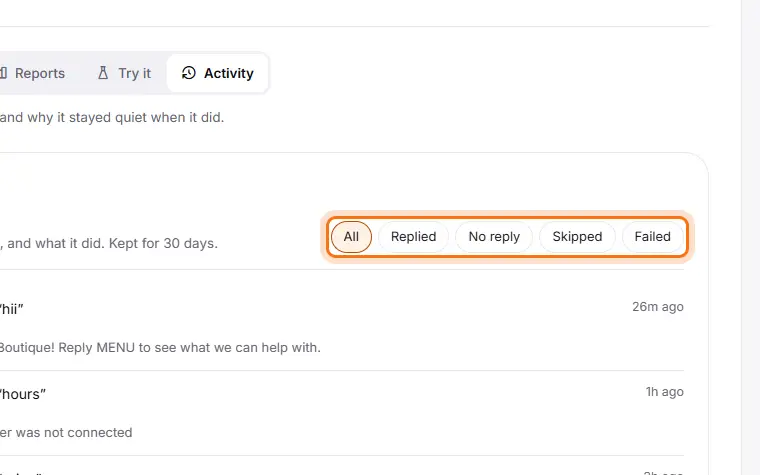 Reports Try it Activity
and why it stayed quiet when it did.
, and what it did. Kept for 30 days. All Replied No reply Skipped Failed
“hii” 26m ago
Boutique! Reply MENU to see what we can help with.
“hours” 1h ago
er was not connected